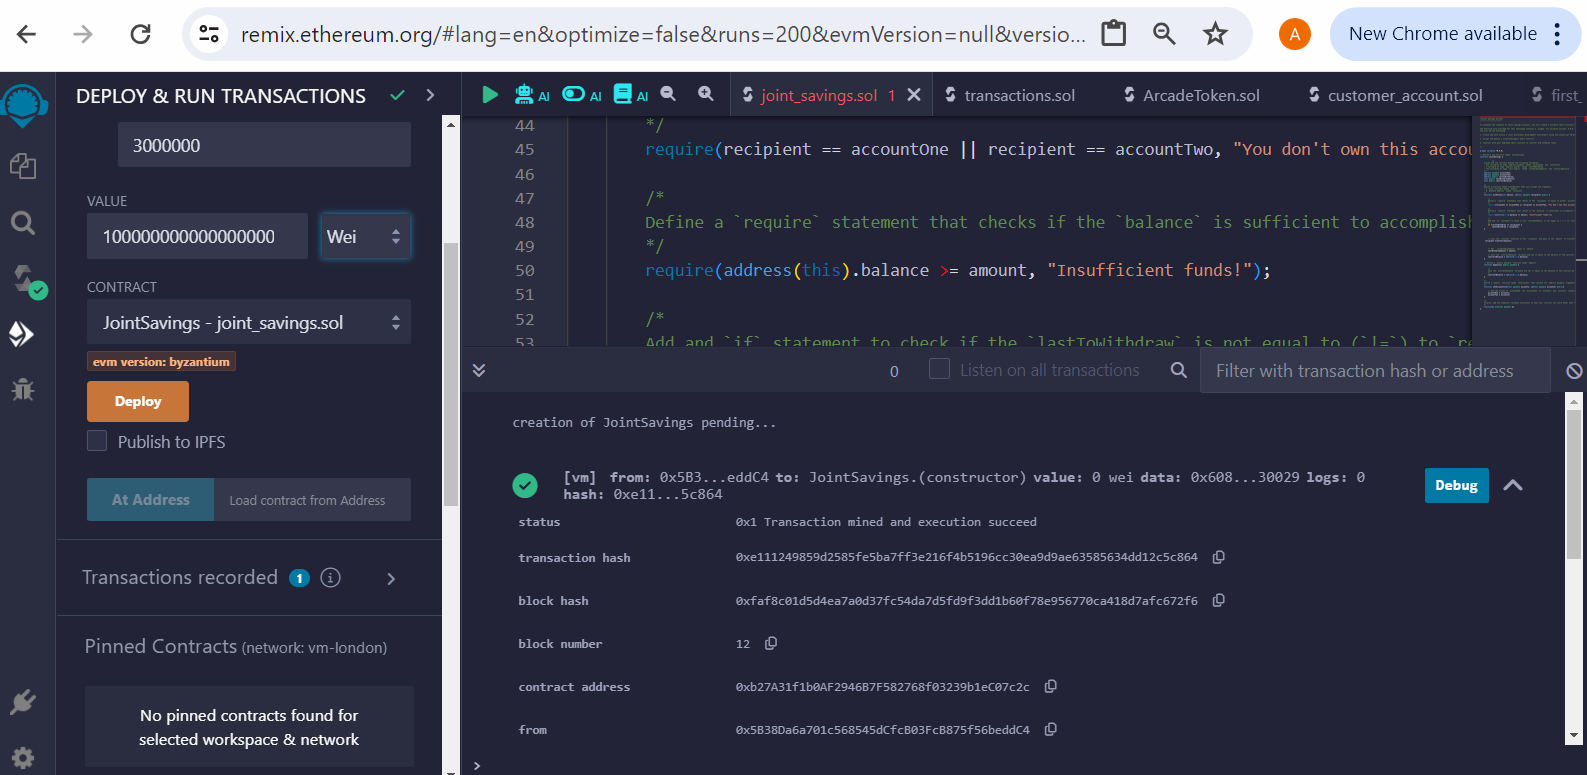 remix.ethereum.org/#lang=en&optimize=false&runs=200&evmVersion=null&versio...
A
New Chrome available
DEPLOY & RUN TRANSACTIONS
3000000
VALUE
100000000000000000
Wei
CONTRACT
JointSavings - joint_savings.sol
evm version: byzantium
Deploy
Publish to IPFS
At Address
Load contract from Address
Transactions recorded 1 i
Pinned Contracts (network: vm-london)
No pinned contracts found for
selected workspace & network
AI AI AI
joint_savings.sol 1
transactions.sol
ArcadeToken.sol
customer_account.sol
first_
44 */
45 require(recipient == accountOne || recipient == accountTwo, "You don't own this accou
46
47 /*
48 Define a `require` statement that checks if the `balance` is sufficient to accomplish
49 */
50 require(address(this).balance >= amount, "Insufficient funds!");
51
52 /*
53 Add and `if` statement to check if the `lastToWithdraw` is not equal to (`!=`) to `re
0
Listen on all transactions
Filter with transaction hash or address
creation of JointSavings pending...
[vm] from: 0x5B3...eddC4 to: JointSavings.(constructor) value: 0 wei data: 0x608...30029 logs: 0
hash: 0xe11...5c864
Debug
status 0x1 Transaction mined and execution succeed
transaction hash 0xe111249859d2585fe5ba7ff3e216f4b5196cc30ea9d9ae63585634dd12c5c864
block hash 0xfaf8c01d5d4ea7a0d37fc54da7d5fd9f3dd1b60f78e956770ca418d7afc672f6
block number 12
contract address 0xb27A31f1b0AF2946B7F582768f03239b1eC07c2c
from 0x5B38Da6a701c568545dCfcB03FcB875f56beddC4
>